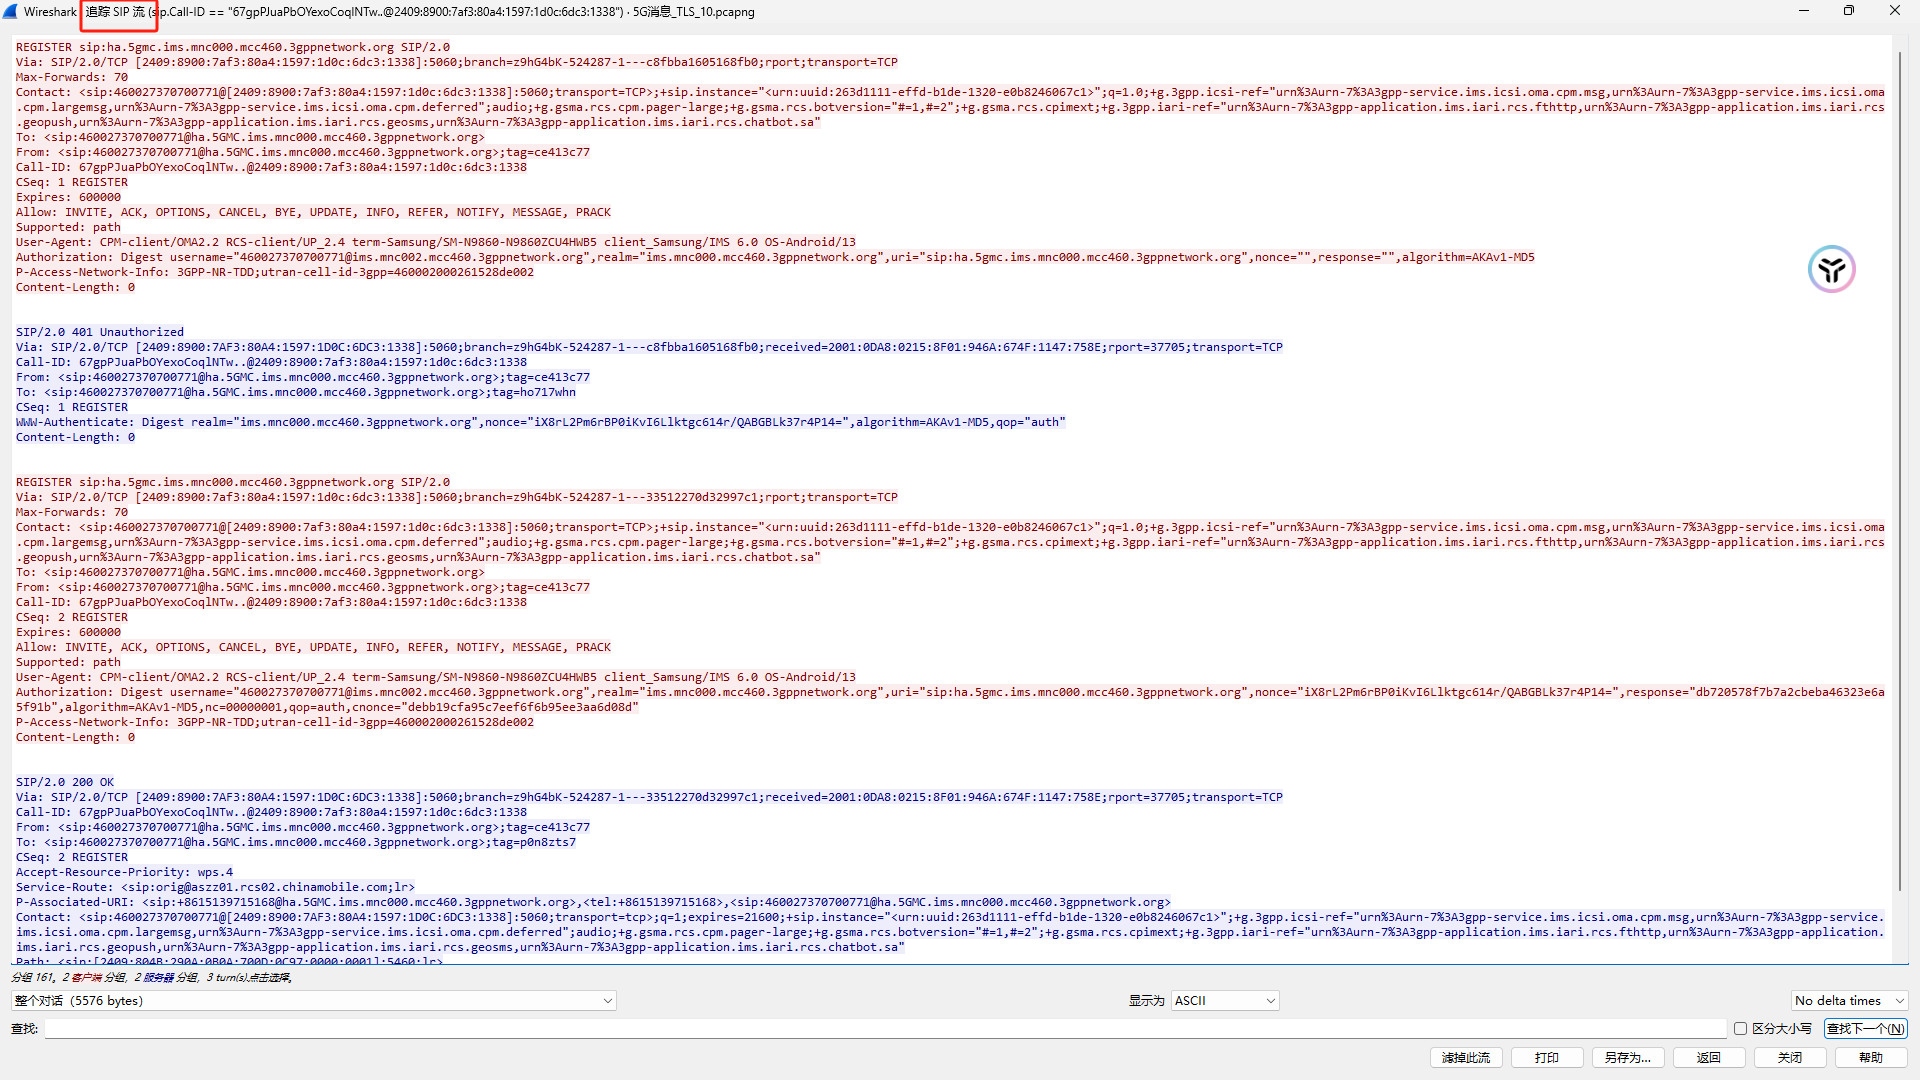 Wireshark · 追踪 SIP 流 (sip.Call-ID == "67gpPJuaPbOYexoCoqlNTw..@2409:8900:7af3:80a4:1597:1d0c:6dc3:1338") · 5G消息_TLS_10.pcapng
REGISTER sip:ha.5gmc.ims.mnc000.mcc460.3gppnetwork.org SIP/2.0
Via: SIP/2.0/TCP [2409:8900:7af3:80a4:1597:1d0c:6dc3:1338]:5060;branch=z9hG4bK-524287-1---c8fbba1605168fb0;rport;transport=TCP
Max-Forwards: 70
Contact: <sip:460027370700771@[2409:8900:7af3:80a4:1597:1d0c:6dc3:1338]:5060;transport=TCP>;+sip.instance="<urn:uuid:263d1111-effd-b1de-1320-e0b8246067c1>";q=1.0;+g.3gpp.icsi-ref="urn%3Aurn-7%3A3gpp-service.ims.icsi.oma.cpm.msg,urn%3Aurn-7%3A3gpp-service.ims.icsi.oma
.cpm.largemsg,urn%3Aurn-7%3A3gpp-service.ims.icsi.oma.cpm.deferred";audio;+g.gsma.rcs.cpm.pager-large;+g.gsma.rcs.botversion="#=1,#=2";+g.gsma.rcs.cpimext;+g.3gpp.iari-ref="urn%3Aurn-7%3A3gpp-application.ims.iari.rcs.fthttp,urn%3Aurn-7%3A3gpp-application.ims.iari.rcs
.geopush,urn%3Aurn-7%3A3gpp-application.ims.iari.rcs.geosms,urn%3Aurn-7%3A3gpp-application.ims.iari.rcs.chatbot.sa"
To: <sip:460027370700771@ha.5GMC.ims.mnc000.mcc460.3gppnetwork.org>
From: <sip:460027370700771@ha.5GMC.ims.mnc000.mcc460.3gppnetwork.org>;tag=ce413c77
Call-ID: 67gpPJuaPbOYexoCoqlNTw..@2409:8900:7af3:80a4:1597:1d0c:6dc3:1338
CSeq: 1 REGISTER
Expires: 600000
Allow: INVITE, ACK, OPTIONS, CANCEL, BYE, UPDATE, INFO, REFER, NOTIFY, MESSAGE, PRACK
Supported: path
User-Agent: CPM-client/OMA2.2 RCS-client/UP_2.4 term-Samsung/SM-N9860-N9860ZCU4HWB5 client_Samsung/IMS 6.0 OS-Android/13
Authorization: Digest username="460027370700771@ims.mnc002.mcc460.3gppnetwork.org",realm="ims.mnc000.mcc460.3gppnetwork.org",uri="sip:ha.5gmc.ims.mnc000.mcc460.3gppnetwork.org",nonce="",response="",algorithm=AKAv1-MD5
P-Access-Network-Info: 3GPP-NR-TDD;utran-cell-id-3gpp=460002000261528de002
Content-Length: 0
SIP/2.0 401 Unauthorized
Via: SIP/2.0/TCP [2409:8900:7AF3:80A4:1597:1D0C:6DC3:1338]:5060;branch=z9hG4bK-524287-1---c8fbba1605168fb0;received=2001:0DA8:0215:8F01:946A:674F:1147:758E;rport=37705;transport=TCP
Call-ID: 67gpPJuaPbOYexoCoqlNTw..@2409:8900:7af3:80a4:1597:1d0c:6dc3:1338
From: <sip:460027370700771@ha.5GMC.ims.mnc000.mcc460.3gppnetwork.org>;tag=ce413c77
To: <sip:460027370700771@ha.5GMC.ims.mnc000.mcc460.3gppnetwork.org>;tag=ho717whn
CSeq: 1 REGISTER
WWW-Authenticate: Digest realm="ims.mnc000.mcc460.3gppnetwork.org",nonce="iX8rL2Pm6rBP0iKvI6Llktgc614r/QABGBLk37r4P14=",algorithm=AKAv1-MD5,qop="auth"
Content-Length: 0
REGISTER sip:ha.5gmc.ims.mnc000.mcc460.3gppnetwork.org SIP/2.0
Via: SIP/2.0/TCP [2409:8900:7af3:80a4:1597:1d0c:6dc3:1338]:5060;branch=z9hG4bK-524287-1---33512270d32997c1;rport;transport=TCP
Max-Forwards: 70
Contact: <sip:460027370700771@[2409:8900:7af3:80a4:1597:1d0c:6dc3:1338]:5060;transport=TCP>;+sip.instance="<urn:uuid:263d1111-effd-b1de-1320-e0b8246067c1>";q=1.0;+g.3gpp.icsi-ref="urn%3Aurn-7%3A3gpp-service.ims.icsi.oma.cpm.msg,urn%3Aurn-7%3A3gpp-service.ims.icsi.oma
.cpm.largemsg,urn%3Aurn-7%3A3gpp-service.ims.icsi.oma.cpm.deferred";audio;+g.gsma.rcs.cpm.pager-large;+g.gsma.rcs.botversion="#=1,#=2";+g.gsma.rcs.cpimext;+g.3gpp.iari-ref="urn%3Aurn-7%3A3gpp-application.ims.iari.rcs.fthttp,urn%3Aurn-7%3A3gpp-application.ims.iari.rcs
.geopush,urn%3Aurn-7%3A3gpp-application.ims.iari.rcs.geosms,urn%3Aurn-7%3A3gpp-application.ims.iari.rcs.chatbot.sa"
To: <sip:460027370700771@ha.5GMC.ims.mnc000.mcc460.3gppnetwork.org>
From: <sip:460027370700771@ha.5GMC.ims.mnc000.mcc460.3gppnetwork.org>;tag=ce413c77
Call-ID: 67gpPJuaPbOYexoCoqlNTw..@2409:8900:7af3:80a4:1597:1d0c:6dc3:1338
CSeq: 2 REGISTER
Expires: 600000
Allow: INVITE, ACK, OPTIONS, CANCEL, BYE, UPDATE, INFO, REFER, NOTIFY, MESSAGE, PRACK
Supported: path
User-Agent: CPM-client/OMA2.2 RCS-client/UP_2.4 term-Samsung/SM-N9860-N9860ZCU4HWB5 client_Samsung/IMS 6.0 OS-Android/13
Authorization: Digest username="460027370700771@ims.mnc002.mcc460.3gppnetwork.org",realm="ims.mnc000.mcc460.3gppnetwork.org",uri="sip:ha.5gmc.ims.mnc000.mcc460.3gppnetwork.org",nonce="iX8rL2Pm6rBP0iKvI6Llktgc614r/QABGBLk37r4P14=",response="db720578f7b7a2cbeba46323e6a
5f91b",algorithm=AKAv1-MD5,nc=00000001,qop=auth,cnonce="debb19cfa95c7eef6f6b95ee3aa6d08d"
P-Access-Network-Info: 3GPP-NR-TDD;utran-cell-id-3gpp=460002000261528de002
Content-Length: 0
SIP/2.0 200 OK
Via: SIP/2.0/TCP [2409:8900:7AF3:80A4:1597:1D0C:6DC3:1338]:5060;branch=z9hG4bK-524287-1---33512270d32997c1;received=2001:0DA8:0215:8F01:946A:674F:1147:758E;rport=37705;transport=TCP
Call-ID: 67gpPJuaPbOYexoCoqlNTw..@2409:8900:7af3:80a4:1597:1d0c:6dc3:1338
From: <sip:460027370700771@ha.5GMC.ims.mnc000.mcc460.3gppnetwork.org>;tag=ce413c77
To: <sip:460027370700771@ha.5GMC.ims.mnc000.mcc460.3gppnetwork.org>;tag=p0n8zts7
CSeq: 2 REGISTER
Accept-Resource-Priority: wps.4
Service-Route: <sip:orig@aszz01.rcs02.chinamobile.com;lr>
P-Associated-URI: <sip:+8615139715168@ha.5GMC.ims.mnc000.mcc460.3gppnetwork.org>,<tel:+8615139715168>,<sip:460027370700771@ha.5GMC.ims.mnc000.mcc460.3gppnetwork.org>
Contact: <sip:460027370700771@[2409:8900:7AF3:80A4:1597:1D0C:6DC3:1338]:5060;transport=tcp>;q=1;expires=21600;+sip.instance="<urn:uuid:263d1111-effd-b1de-1320-e0b8246067c1>";+g.3gpp.icsi-ref="urn%3Aurn-7%3A3gpp-service.ims.icsi.oma.cpm.msg,urn%3Aurn-7%3A3gpp-service.
ims.icsi.oma.cpm.largemsg,urn%3Aurn-7%3A3gpp-service.ims.icsi.oma.cpm.deferred";audio;+g.gsma.rcs.cpm.pager-large;+g.gsma.rcs.botversion="#=1,#=2";+g.gsma.rcs.cpimext;+g.3gpp.iari-ref="urn%3Aurn-7%3A3gpp-application.ims.iari.rcs.fthttp,urn%3Aurn-7%3A3gpp-application.
ims.iari.rcs.geopush,urn%3Aurn-7%3A3gpp-application.ims.iari.rcs.geosms,urn%3Aurn-7%3A3gpp-application.ims.iari.rcs.chatbot.sa"
Path: <sip:[2409:804B:290A:0B0A:700D:0C97:0000:0001]:5460;lr>
分组 161。2 客户端 分组，2 服务器 分组，3 turn(s).点击选择。
整个对话 (5576 bytes)
显示为 ASCII
No delta times
查找:
区分大小写
查找下一个(N)
滤掉此流
打印
另存为…
返回
关闭
帮助